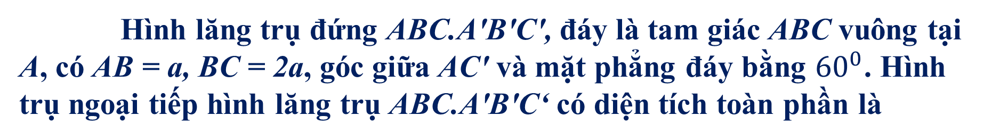 Hình lăng trụ đứng ABC.A'B'C', đáy là tam giác ABC vuông tại
A, có AB = a, BC = 2a, góc giữa AC' và mặt phẳng đáy bằng 60⁰. Hình
trụ ngoại tiếp hình lăng trụ ABC.A'B'C‘ có diện tích toàn phần là